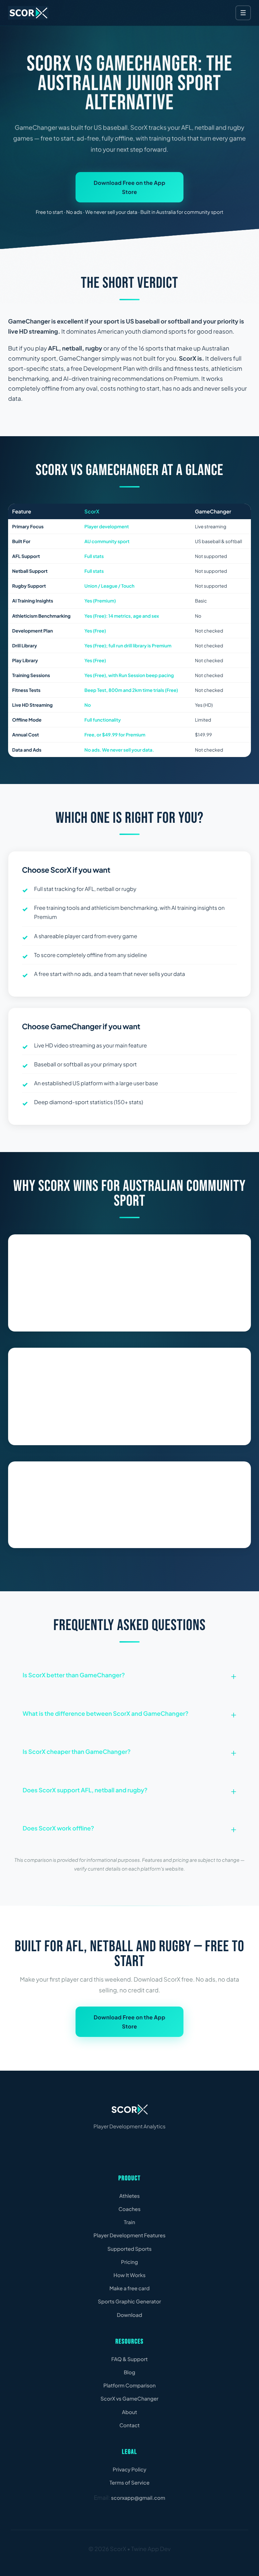 SCORX
SCORX VS GAMECHANGER: THE
AUSTRALIAN JUNIOR SPORT
ALTERNATIVE
GameChanger was built for US baseball. ScorX tracks your AFL, netball and rugby
games — free to start, ad-free, fully offline, with training tools that turn every game
into your next step forward.
Download Free on the App
Store
Free to start · No ads · We never sell your data · Built in Australia for community sport
THE SHORT VERDICT
GameChanger is excellent if your sport is US baseball or softball and your priority is
live HD streaming. It dominates American youth diamond sports for good reason.
But if you play AFL, netball, rugby or any of the 16 sports that make up Australian
community sport, GameChanger simply was not built for you. ScorX is. It delivers full
sport-specific stats, a free Development Plan with drills and fitness tests, athleticism
benchmarking, and AI-driven training recommendations on Premium. It works
completely offline from any oval, costs nothing to start, has no ads and never sells your
data.
SCORX VS GAMECHANGER AT A GLANCE
Feature ScorX GameChanger
Primary Focus Player development Live streaming
Built For AU community sport US baseball & softball
AFL Support Full stats Not supported
Netball Support Full stats Not supported
Rugby Support Union / League / Touch Not supported
AI Training Insights Yes (Premium) Basic
Athleticism Benchmarking Yes (Free): 14 metrics, age and sex No
Development Plan Yes (Free) Not checked
Drill Library Yes (Free); full run drill library is Premium Not checked
Play Library Yes (Free) Not checked
Training Sessions Yes (Free), with Run Session beep pacing Not checked
Fitness Tests Beep Test, 800m and 2km time trials (Free) Not checked
Live HD Streaming No Yes (HD)
Offline Mode Full functionality Limited
Annual Cost Free, or $49.99 for Premium $149.99
Data and Ads No ads. We never sell your data. Not checked
WHICH ONE IS RIGHT FOR YOU?
Choose ScorX if you want
Full stat tracking for AFL, netball or rugby
Free training tools and athleticism benchmarking, with AI training insights on
Premium
A shareable player card from every game
To score completely offline from any sideline
A free start with no ads, and a team that never sells your data
Choose GameChanger if you want
Live HD video streaming as your main feature
Baseball or softball as your primary sport
An established US platform with a large user base
Deep diamond-sport statistics (150+ stats)
WHY SCORX WINS FOR AUSTRALIAN COMMUNITY
SPORT
FREQUENTLY ASKED QUESTIONS
Is ScorX better than GameChanger? +
What is the difference between ScorX and GameChanger? +
Is ScorX cheaper than GameChanger? +
Does ScorX support AFL, netball and rugby? +
Does ScorX work offline? +
This comparison is provided for informational purposes. Features and pricing are subject to change —
verify current details on each platform's website.
BUILT FOR AFL, NETBALL AND RUGBY — FREE TO
START
Make your first player card this weekend. Download ScorX free. No ads, no data
selling, no credit card.
Download Free on the App
Store
SCORX
Player Development Analytics
PRODUCT
Athletes
Coaches
Train
Player Development Features
Supported Sports
Pricing
How It Works
Make a free card
Sports Graphic Generator
Download
RESOURCES
FAQ & Support
Blog
Platform Comparison
ScorX vs GameChanger
About
Contact
LEGAL
Privacy Policy
Terms of Service
Email: scorxapp@gmail.com